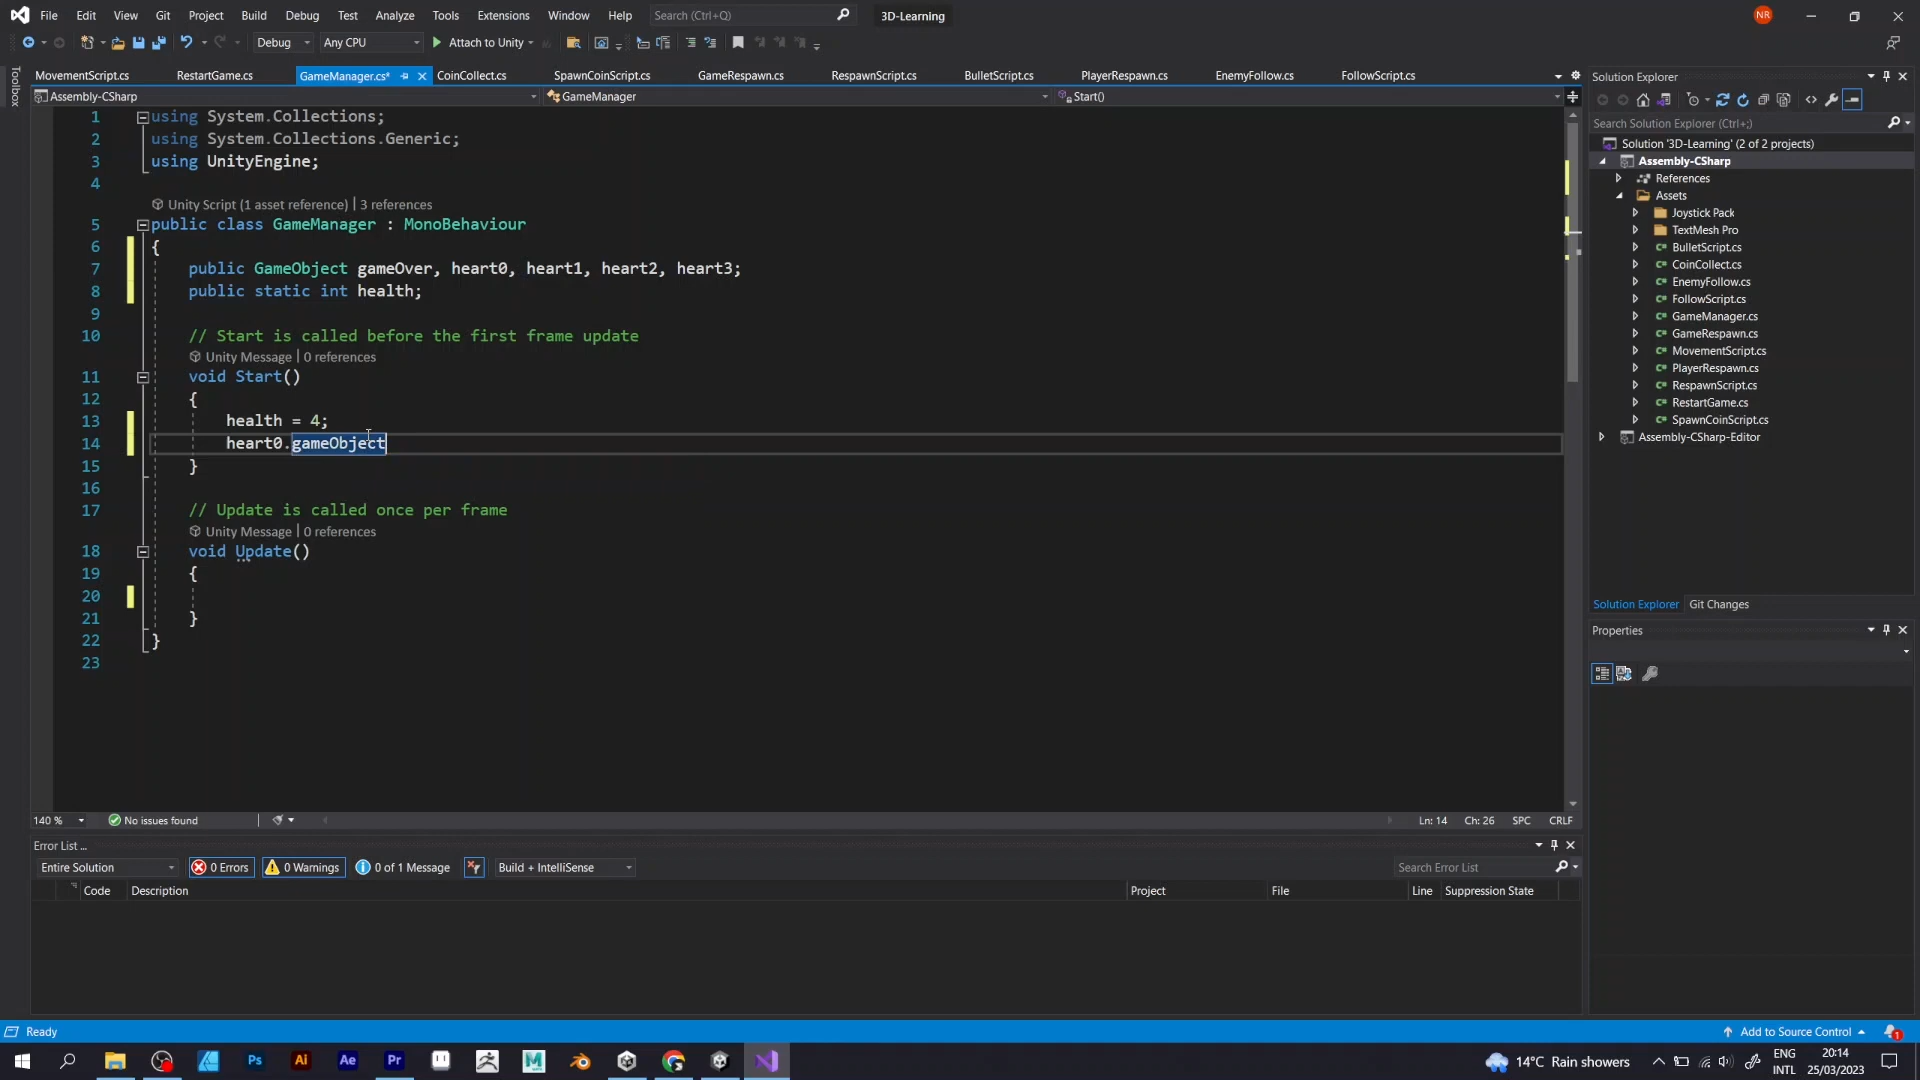 File Edit View Git Project Build Debug Test Analyze Tools Extensions Window Help Search (Ctrl+Q) 3D-Learning NR
Debug Any CPU Attach to Unity
MovementScript.cs RestartGame.cs GameManager.cs* CoinCollect.cs SpawnCoinScript.cs GameRespawn.cs RespawnScript.cs BulletScript.cs PlayerRespawn.cs EnemyFollow.cs FollowScript.cs
Assembly-CSharp GameManager Start()
Toolbox
1 using System.Collections;
2 using System.Collections.Generic;
3 using UnityEngine;
4
Unity Script (1 asset reference) | 3 references
5 public class GameManager : MonoBehaviour
6 {
7 public GameObject gameOver, heart0, heart1, heart2, heart3;
8 public static int health;
9
10 // Start is called before the first frame update
Unity Message | 0 references
11 void Start()
12 {
13 health = 4;
14 heart0.gameObject
15 }
16
17 // Update is called once per frame
Unity Message | 0 references
18 void Update()
19 {
20
21 }
22 }
23
140 % No issues found Ln: 14 Ch: 26 SPC CRLF
Error List ...
Entire Solution 0 Errors 0 Warnings 0 of 1 Message Build + IntelliSense Search Error List
Code Description Project File Line Suppression State
Solution Explorer
Search Solution Explorer (Ctrl+;)
Solution '3D-Learning' (2 of 2 projects)
Assembly-CSharp
References
Assets
Joystick Pack
TextMesh Pro
BulletScript.cs
CoinCollect.cs
EnemyFollow.cs
FollowScript.cs
GameManager.cs
GameRespawn.cs
MovementScript.cs
PlayerRespawn.cs
RespawnScript.cs
RestartGame.cs
SpawnCoinScript.cs
Assembly-CSharp-Editor
Solution Explorer Git Changes
Properties
Ready Add to Source Control 1
Ps Ai Ae Pr M 14°C Rain showers ENG INTL 20:14 25/03/2023